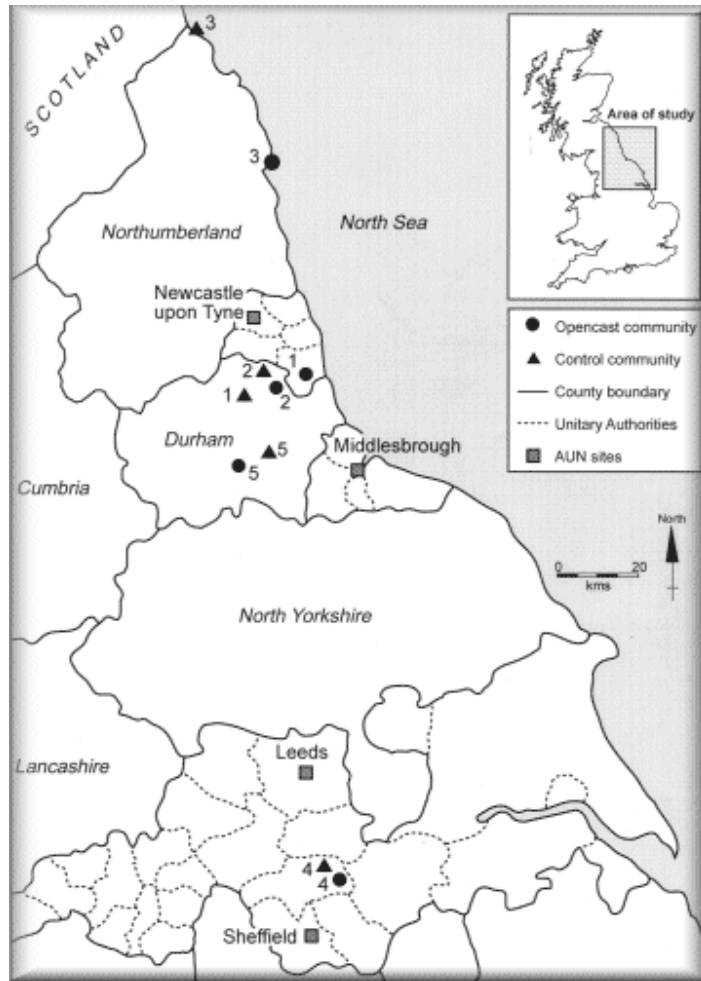 3
SCOTLAND
Area of study
3
North Sea
Northumberland
Newcastle
upon Tyne
Opencast community
Control community
County boundary
Unitary Authorities
AUN sites
2
1
1
2
Durham
5
5
Middlesbrough
Cumbria
North
0 20
kms
North Yorkshire
Leeds
Lancashire
4
4
Sheffield